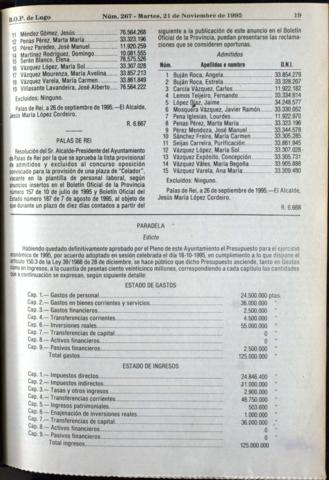 B.O.P. de Lugo Núm. 267 - Martes, 21 de Noviembre de 1995 19
11 Méndez Gómez, Jesús 76.564.268
12 Penas Pérez, Marta María 33.323.196
13 Pérez Paredes, José Manuel 11.920.259
14 Martínez Rodríguez, Domingo 10.081.555
15 Serdio Blanco, Elena 76.575.526
16 Vázquez López, María Sol 33.307.028
17 Vázquez Mourenza, María Avelina 33.857.213
18 Vázquez Varela, María Carmen 33.861.849
19 Villasante Lavandeira, José Alberto 76.564.222
Excluidos: Ninguno.
Palas de Rei, a 26 de septiembre de 1995.—El Alcalde,
Jesús María López Cordeiro.
R. 6.667
PALAS DE REI
Resolución del Sr. Alcalde-Presidente del Ayuntamiento
de Palas de Rei por la que se aprueba la lista provisional
de admitidos y excluidos al concurso oposición
convocado para la provisión de una plaza de "Celador",
vacante en la plantilla de personal laboral, según
anuncios insertos en el Boletín Oficial de la Provincia
número 157 de 10 de julio de 1995 y Boletín Oficial del
Estado número 187 de 7 de agosto de 1995, al objeto de
que durante un plazo de diez días contados a partir del
siguiente a la publicación de este anuncio en el Boletín
Oficial de la Provincia, puedan presentarse las reclama-
ciones que se consideren oportunas.
Admitidos
Núm. Apellidos e nombre D.N.I.
1 Buján Roca, Angela 33.854.279
2 Buján Roca, Estrella 33.328.207
3 García Vázquez, Carlos 11.922.182
4 Lemos Teijeiro, Fernando 33.334.814
5 López Díaz, Jaime 34.248.577
6 Mosquera Vázquez, Javier Ramón 33.330.052
7 Pena Iglesias, Lourdes 11.922.970
8 Penas Pérez, Marta María 33.323.196
9 Pérez Mendoza, José Manuel 33.344.578
10 Sánchez Freire, María Carmen 33.305.285
11 Seijas Carreira, Purificación 33.861.945
12 Vázquez López, María Sol 33.307.028
13 Vázquez Expósito, Concepción 33.305.731
14 Vázquez Vales, María Begoña 33.905.888
15 Vázquez Varela, Ana María 33.309.480
Excluidos: Ninguno.
Palas de Rei, a 26 de septiembre de 1995.—El Alcalde,
Jesús María López Cordeiro.
R. 6.668
PARADELA
Edicto
Habiendo quedado definitivamente aprobado por el Pleno de este Ayuntamiento el Presupuesto para el ejercicio
económico de 1995, por acuerdo adoptado en sesión celebrada el día 18-10-1995, en cumplimiento a lo que dispone el
artículo 150.3 de la Ley 39/1988 de 28 de diciembre, se hace público que dicho Presupuesto asciende, tanto en Gastos
como en ingresos, a la cuantía de pesetas ciento veinticinco millones, correspondiendo a cada capítulo las cantidades
que a continuación se expresan, según siguiente detalle:
ESTADO DE GASTOS
Cap. 1.— Gastos de personal 24.500.000 ptas.
Cap. 2.— Gastos en bienes corrientes y servicios 36.000.000 "
Cap. 3.— Gastos financieros 2.500.000 "
Cap. 4.— Transferencias corrientes 4.500.000 "
Cap. 6.— Inversiones reales 55.000.000 "
Cap. 7.— Transferencias de capital 0 "
Cap. 8.— Activos financieros 0 "
Cap. 9.— Pasivos financieros 2.500.000 "
Total gastos 125.000.000 "
ESTADO DE INGRESOS
Cap. 1.— Impuestos directos 24.846.400 "
Cap. 2.— Impuestos indirectos
Cap. 3.— Tasas y otros ingresos 2.900.000 "
Cap. 4.— Transferencias corrientes 48.750.000 "
Cap. 5.— Ingresos patrimoniales 503.600 "
Cap. 6.— Enajenación de inversiones reales 1.000.000 "
Cap. 7.— Transferencias de capital 36.000.000 "
Cap. 8.— Activos financieros 0 "
Cap. 9.— Pasivos financieros 0 "
Total ingresos 125.000.000 "